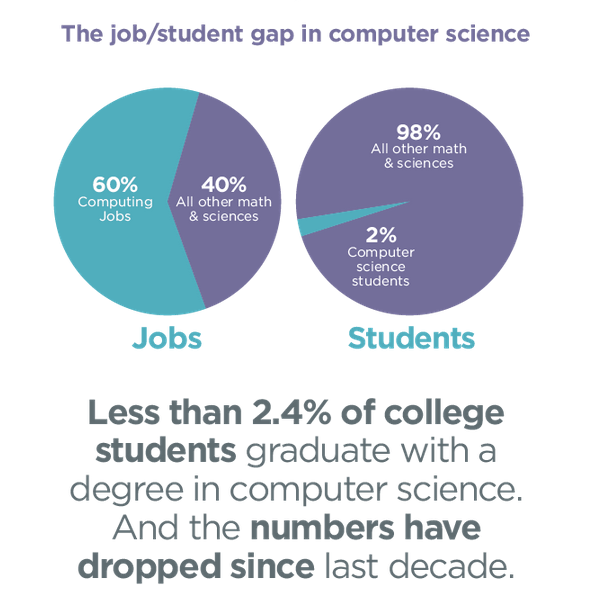 The job/student gap in computer science
60%
Computing
Jobs
40%
All other math
& sciences
98%
All other math
& sciences
2%
Computer
science
students
Jobs
Students
Less than 2.4% of college
students graduate with a
degree in computer science.
And the numbers have
dropped since last decade.